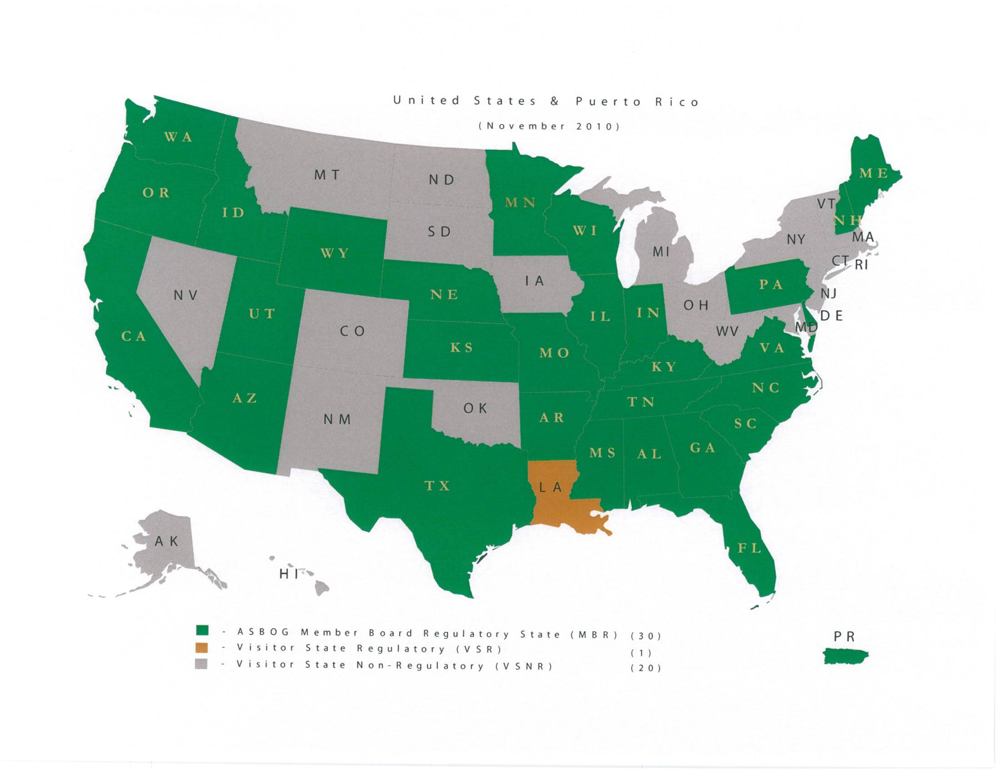 United States & Puerto Rico
(November 2010)
WA
MT
ND
MN
ME
OR
ID
VT
NH
SD
WI
NY
MA
WY
MI
CT RI
IA
PA
NV
NE
NJ
OH
UT
IL
IN
DE
CO
WV
MD
CA
KS
MO
VA
KY
NC
AZ
TN
OK
NM
AR
SC
MS
AL
GA
TX
LA
AK
FL
HI
- ASBOG Member Board Regulatory State (MBR) (30)
- Visitor State Regulatory (VSR) (1)
- Visitor State Non-Regulatory (VSNR) (20)
PR